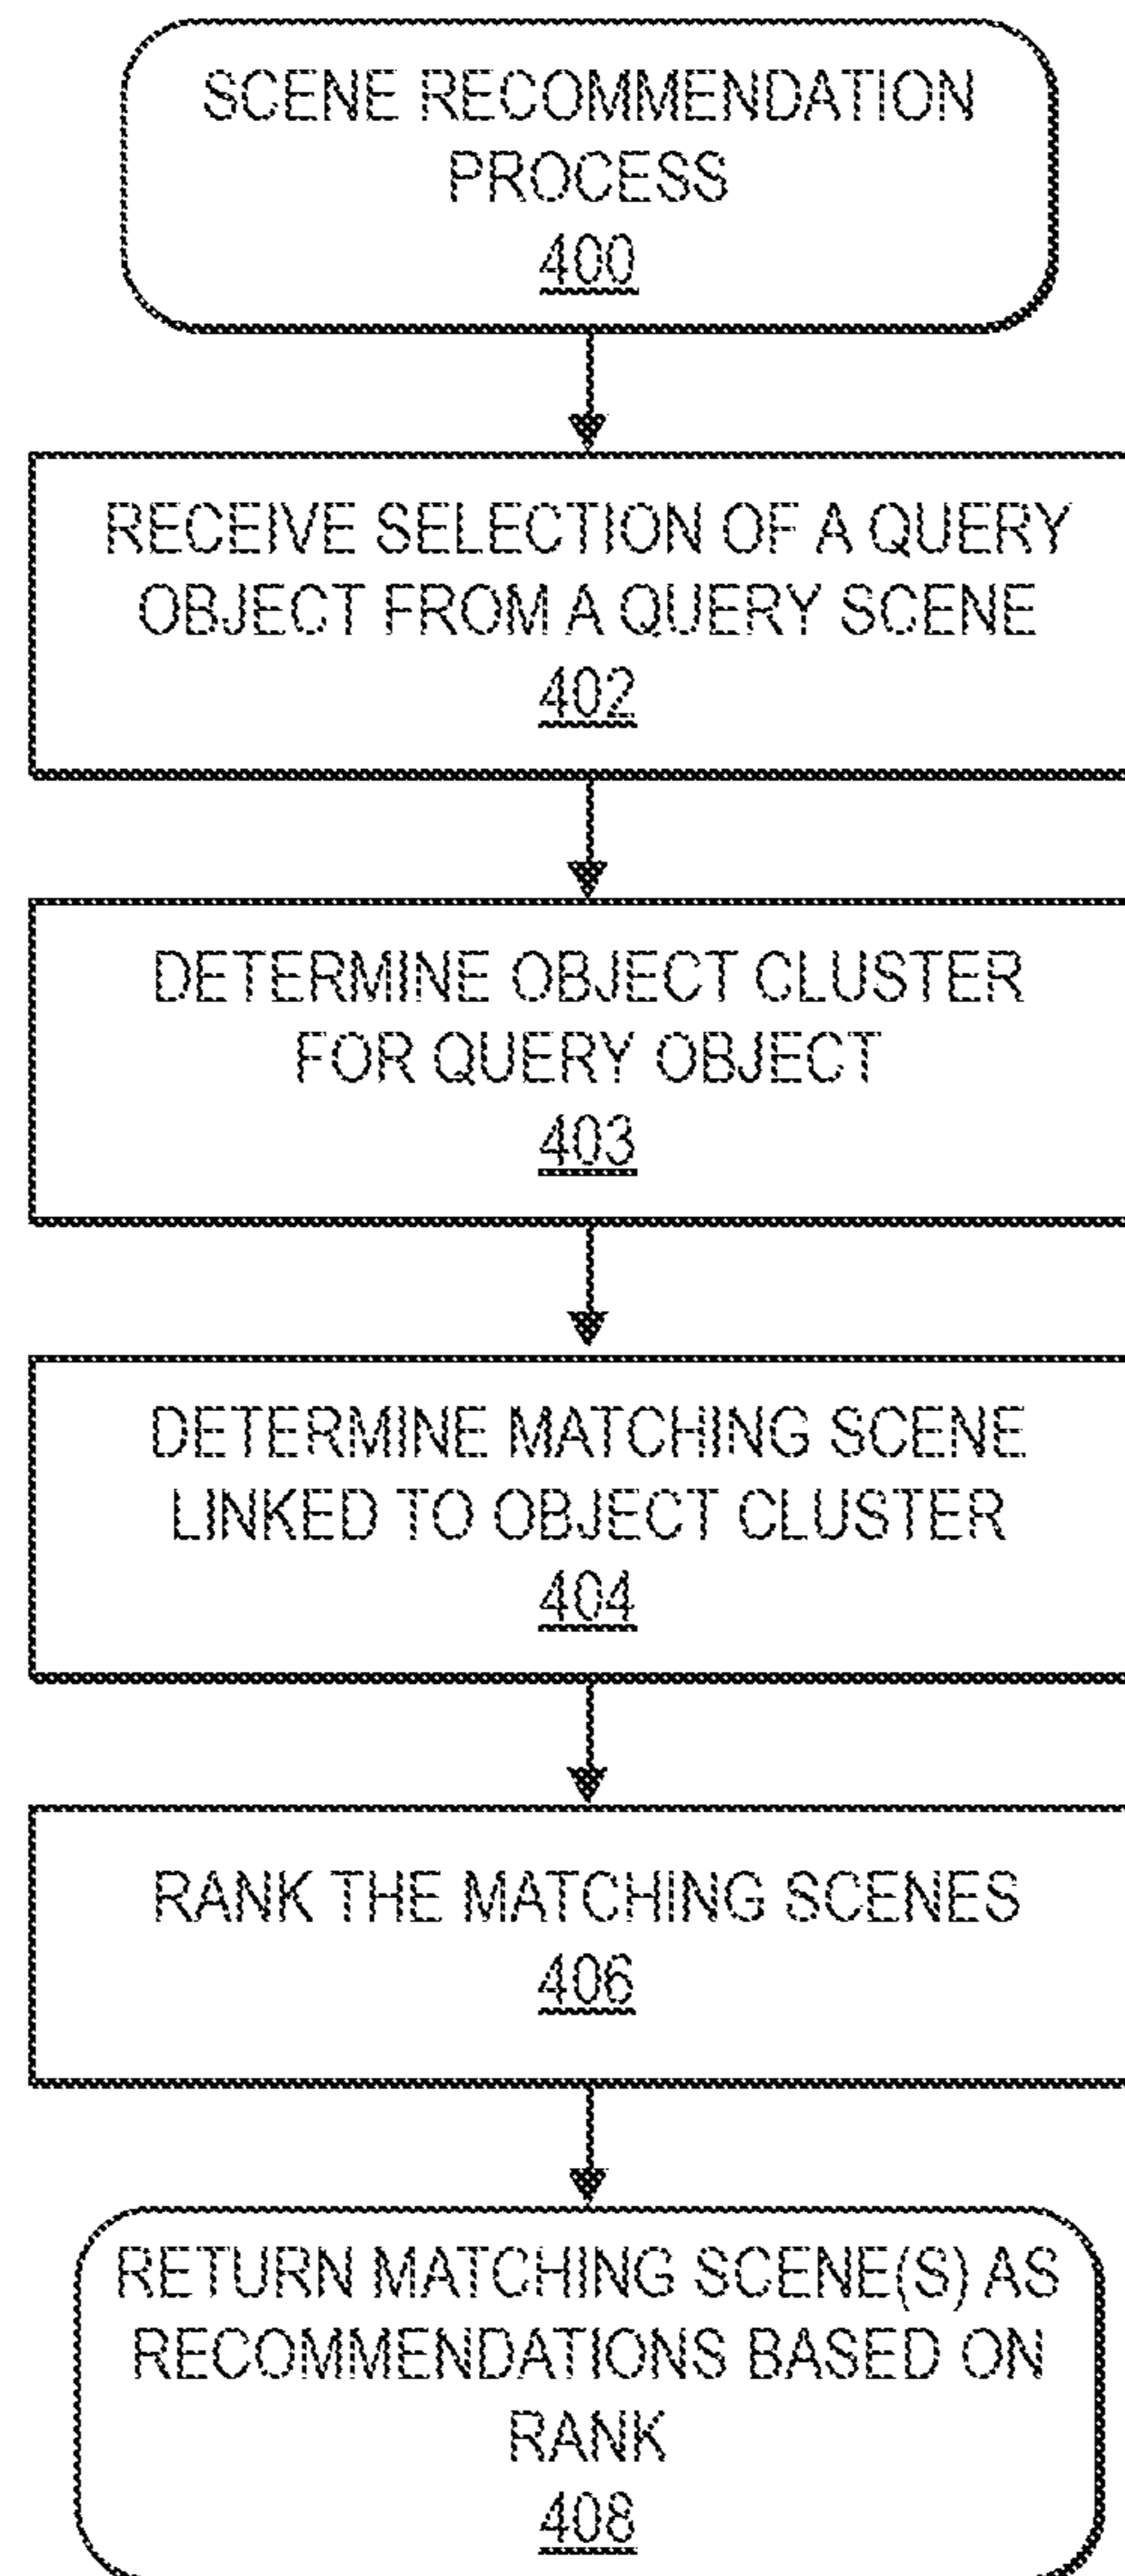 SCENE RECOMMENDATION
PROCESS
400
RECEIVE SELECTION OF A QUERY
OBJECT FROM A QUERY SCENE
402
DETERMINE OBJECT CLUSTER
FOR QUERY OBJECT
403
DETERMINE MATCHING SCENE
LINKED TO OBJECT CLUSTER
404
RANK THE MATCHING SCENES
406
RETURN MATCHING SCENE(S) AS
RECOMMENDATIONS BASED ON
RANK
408